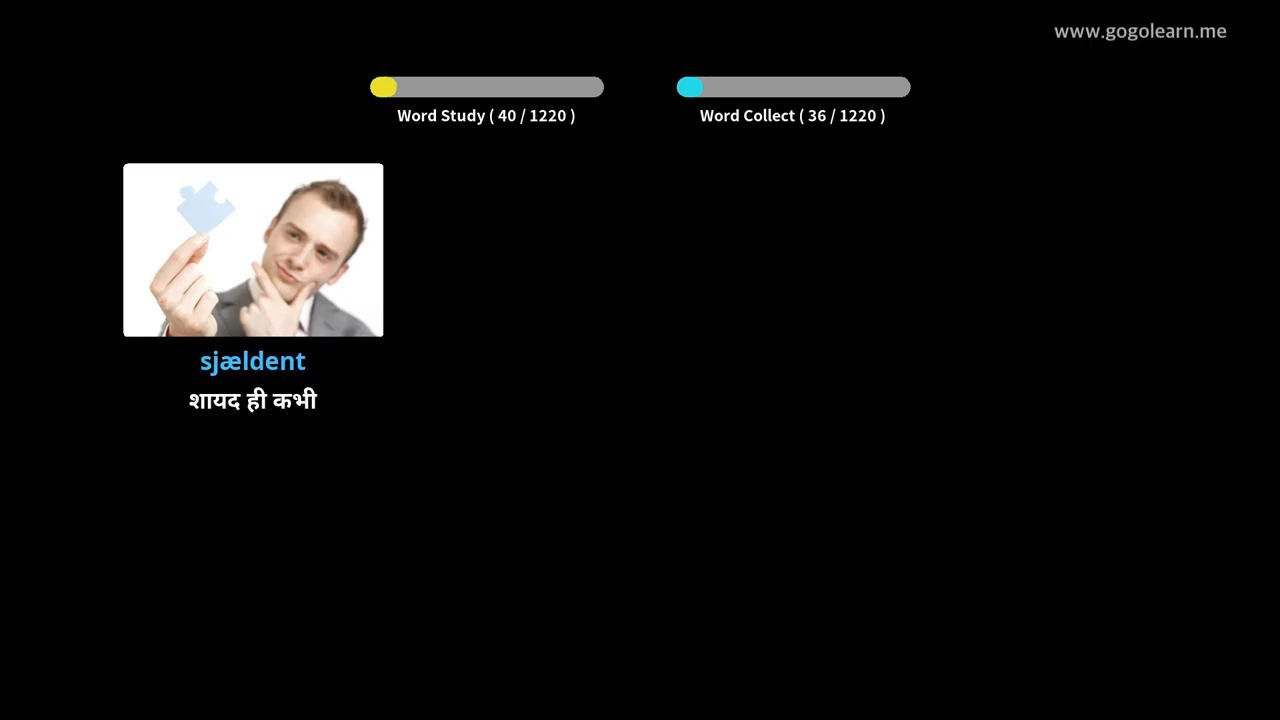 www.gogolearn.me
Word Study ( 40 / 1220 )
Word Collect ( 36 / 1220 )
sjældent
शायद ही कभी